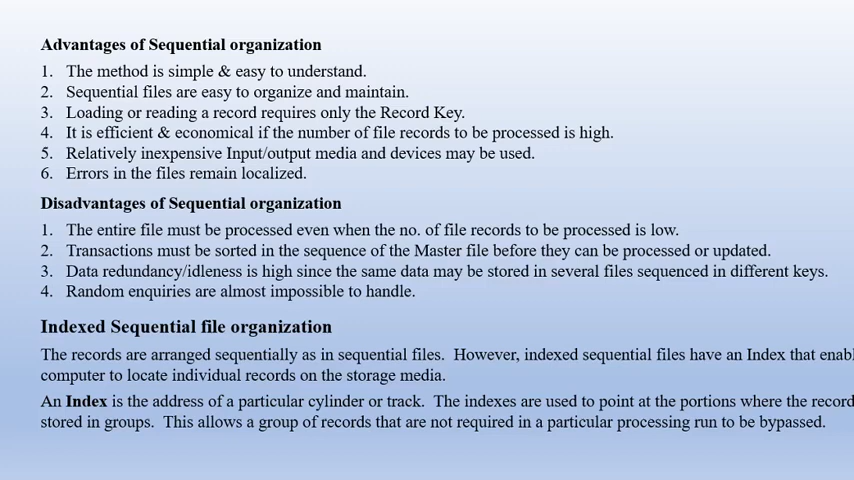 Advantages of Sequential organization
1. The method is simple & easy to understand.
2. Sequential files are easy to organize and maintain.
3. Loading or reading a record requires only the Record Key.
4. It is efficient & economical if the number of file records to be processed is high.
5. Relatively inexpensive Input/output media and devices may be used.
6. Errors in the files remain localized.
Disadvantages of Sequential organization
1. The entire file must be processed even when the no. of file records to be processed is low.
2. Transactions must be sorted in the sequence of the Master file before they can be processed or updated.
3. Data redundancy/idleness is high since the same data may be stored in several files sequenced in different keys.
4. Random enquiries are almost impossible to handle.
Indexed Sequential file organization
The records are arranged sequentially as in sequential files. However, indexed sequential files have an Index that enabl
computer to locate individual records on the storage media.
An Index is the address of a particular cylinder or track. The indexes are used to point at the portions where the record
stored in groups. This allows a group of records that are not required in a particular processing run to be bypassed.